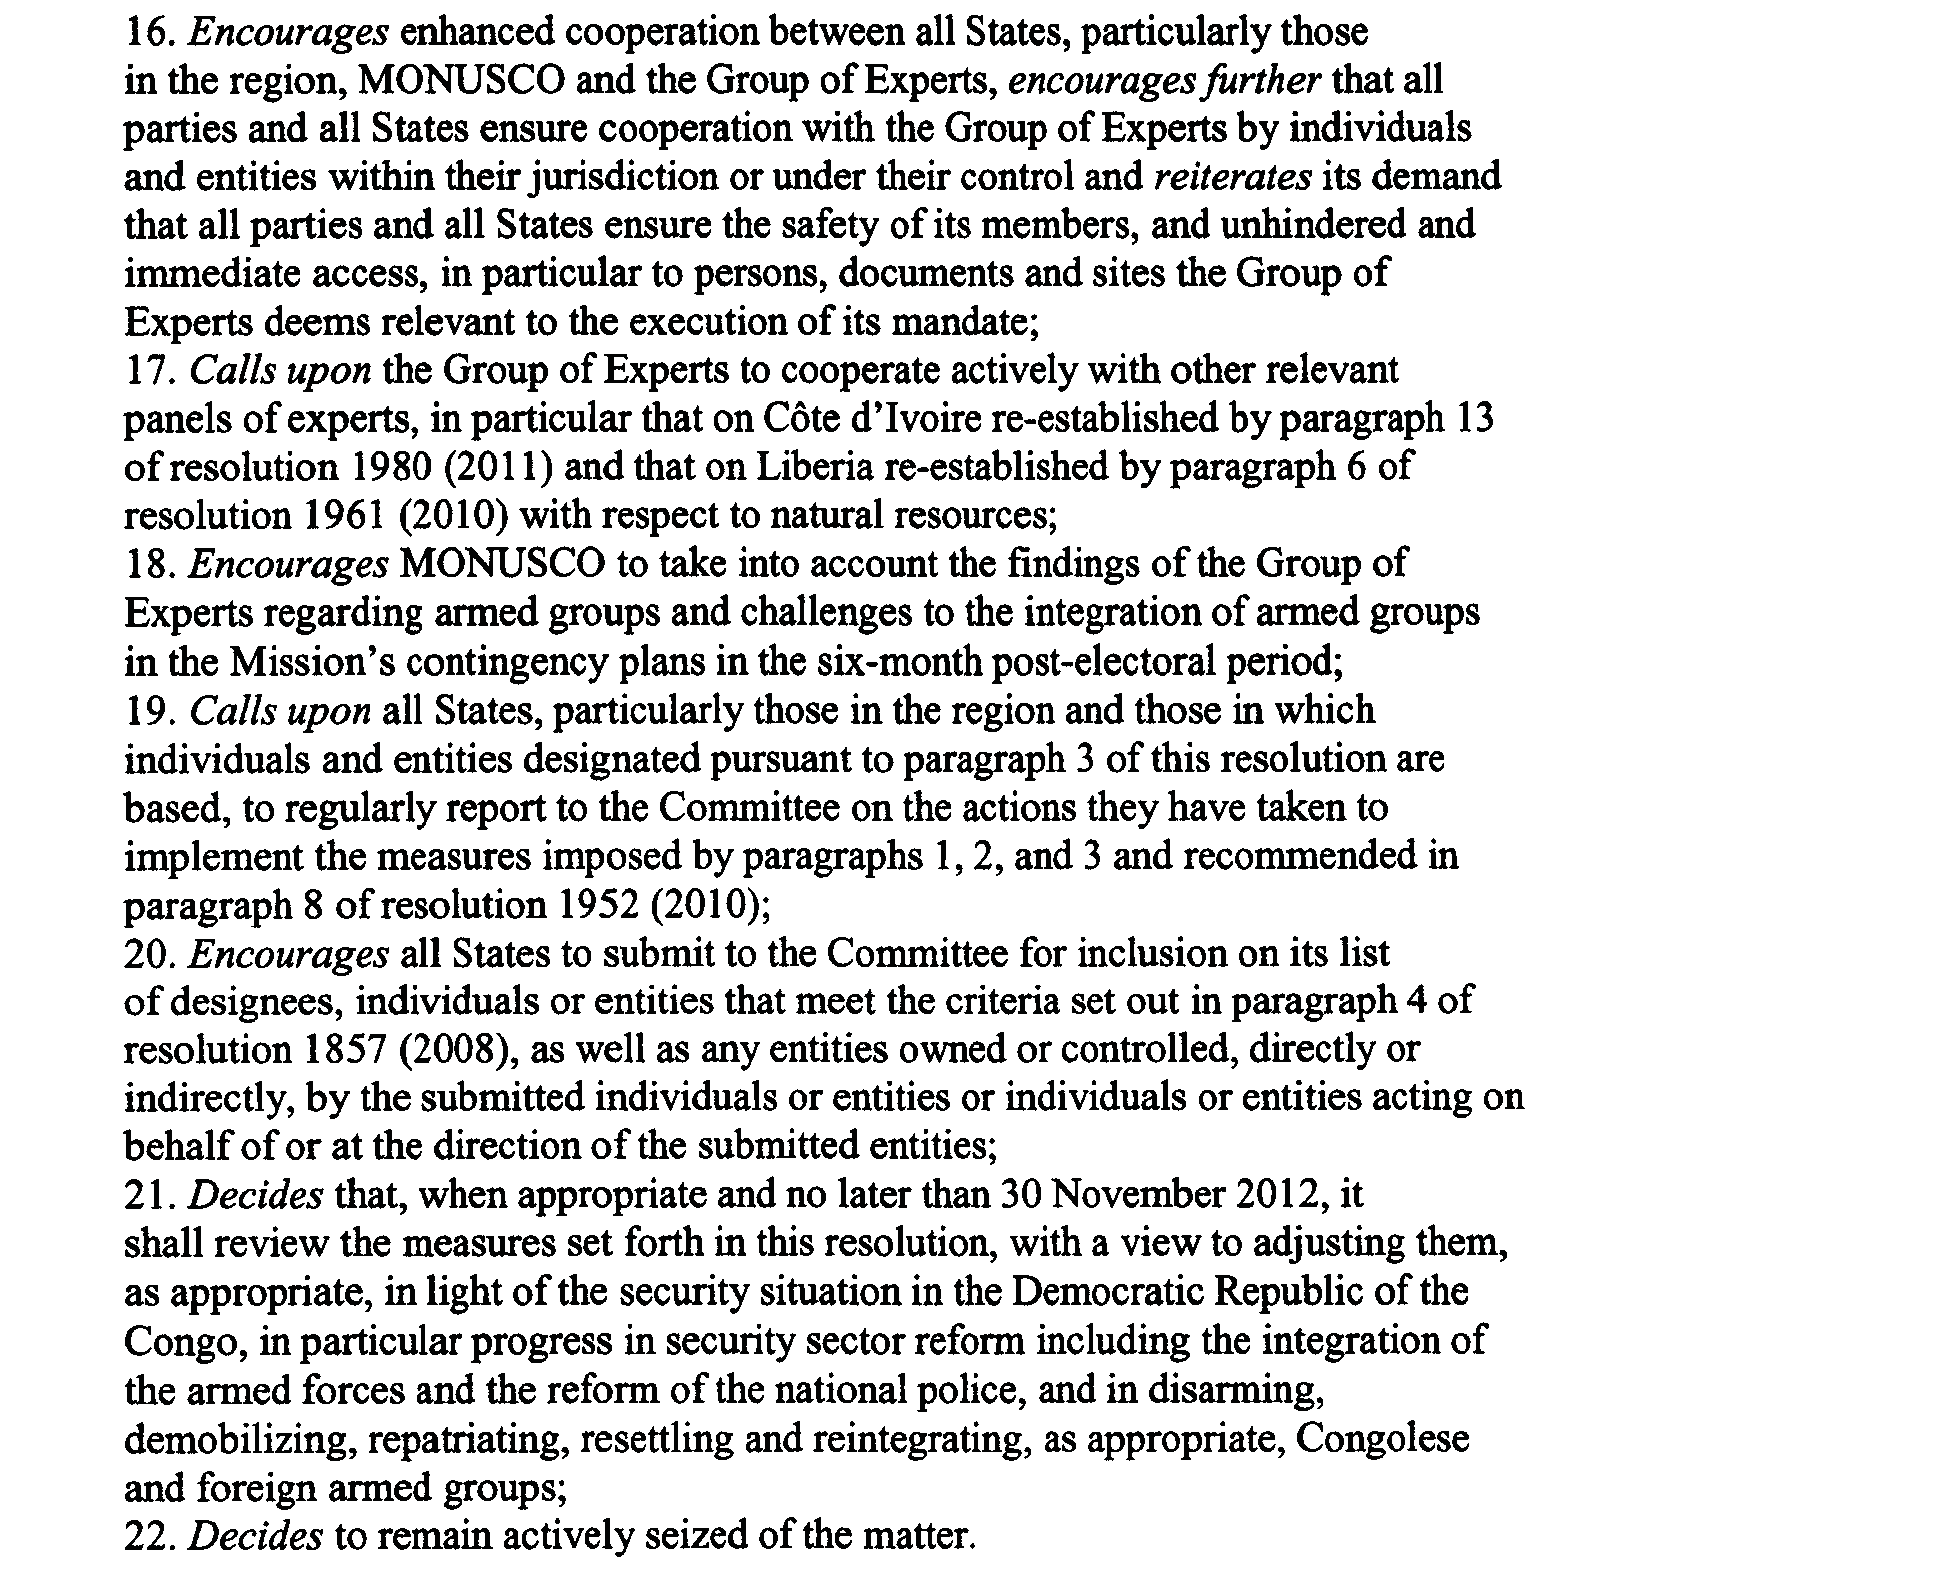 16. Encourages enhanced cooperation between all States, particularly those
in the region, MONUSCO and the Group of Experts, encourages further that all
parties and all States ensure cooperation with the Group of Experts by individuals
and entities within their jurisdiction or under their control and reiterates its demand
that all parties and all States ensure the safety of its members, and unhindered and
immediate access, in particular to persons, documents and sites the Group of
Experts deems relevant to the execution of its mandate;
17. Calls upon the Group of Experts to cooperate actively with other relevant
panels of experts, in particular that on Côte d’Ivoire re-established by paragraph 13
of resolution 1980 (2011) and that on Liberia re-established by paragraph 6 of
resolution 1961 (2010) with respect to natural resources;
18. Encourages MONUSCO to take into account the findings of the Group of
Experts regarding armed groups and challenges to the integration of armed groups
in the Mission’s contingency plans in the six-month post-electoral period;
19. Calls upon all States, particularly those in the region and those in which
individuals and entities designated pursuant to paragraph 3 of this resolution are
based, to regularly report to the Committee on the actions they have taken to
implement the measures imposed by paragraphs 1, 2, and 3 and recommended in
paragraph 8 of resolution 1952 (2010);
20. Encourages all States to submit to the Committee for inclusion on its list
of designees, individuals or entities that meet the criteria set out in paragraph 4 of
resolution 1857 (2008), as well as any entities owned or controlled, directly or
indirectly, by the submitted individuals or entities or individuals or entities acting on
behalf of or at the direction of the submitted entities;
21. Decides that, when appropriate and no later than 30 November 2012, it
shall review the measures set forth in this resolution, with a view to adjusting them,
as appropriate, in light of the security situation in the Democratic Republic of the
Congo, in particular progress in security sector reform including the integration of
the armed forces and the reform of the national police, and in disarming,
demobilizing, repatriating, resettling and reintegrating, as appropriate, Congolese
and foreign armed groups;
22. Decides to remain actively seized of the matter.